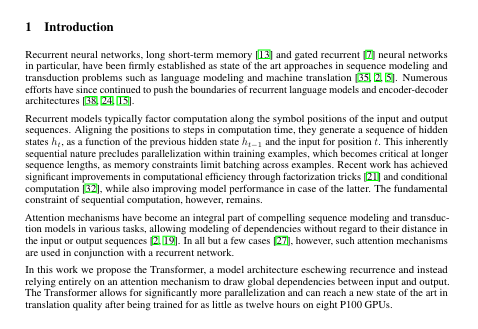 1 Introduction
Recurrent neural networks, long short-term memory [13] and gated recurrent [7] neural networks
in particular, have been firmly established as state of the art approaches in sequence modeling and
transduction problems such as language modeling and machine translation [35, 2, 5]. Numerous
efforts have since continued to push the boundaries of recurrent language models and encoder-decoder
architectures [38, 24, 15].
Recurrent models typically factor computation along the symbol positions of the input and output
sequences. Aligning the positions to steps in computation time, they generate a sequence of hidden
states hₜ, as a function of the previous hidden state hₜ₋₁ and the input for position t. This inherently
sequential nature precludes parallelization within training examples, which becomes critical at longer
sequence lengths, as memory constraints limit batching across examples. Recent work has achieved
significant improvements in computational efficiency through factorization tricks [21] and conditional
computation [32], while also improving model performance in case of the latter. The fundamental
constraint of sequential computation, however, remains.
Attention mechanisms have become an integral part of compelling sequence modeling and transduc-
tion models in various tasks, allowing modeling of dependencies without regard to their distance in
the input or output sequences [2, 19]. In all but a few cases [27], however, such attention mechanisms
are used in conjunction with a recurrent network.
In this work we propose the Transformer, a model architecture eschewing recurrence and instead
relying entirely on an attention mechanism to draw global dependencies between input and output.
The Transformer allows for significantly more parallelization and can reach a new state of the art in
translation quality after being trained for as little as twelve hours on eight P100 GPUs.